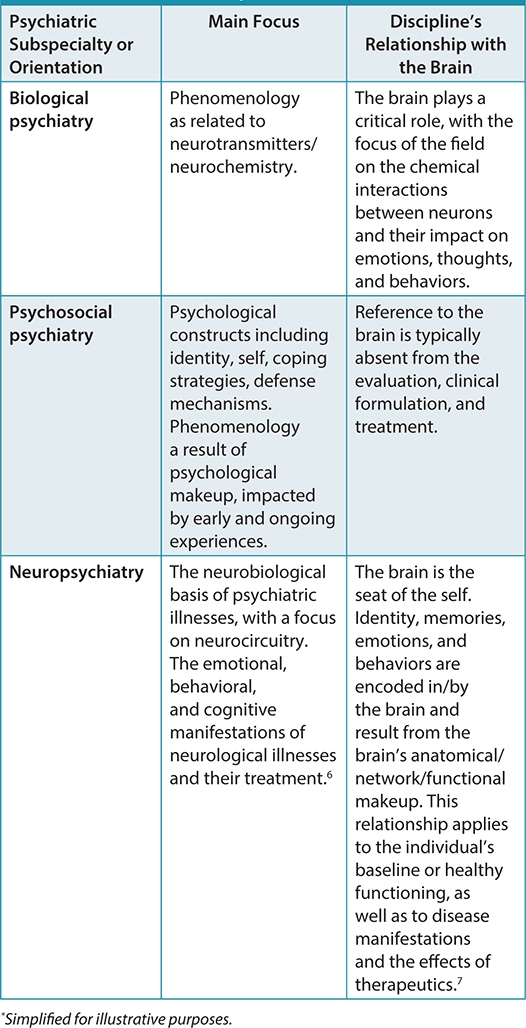 Psychiatric
Subspecialty or
Orientation
Main Focus
Discipline's
Relationship with
the Brain
Biological
psychiatry
Phenomenology
as related to
neurotransmitters/
neurochemistry.
The brain plays a
critical role, with the
focus of the field
on the chemical
interactions
between neurons
and their impact on
emotions, thoughts,
and behaviors.
Psychosocial
psychiatry
Psychological
constructs including
identity, self, coping
strategies, defense
mechanisms.
Phenomenology
a result of
psychological
makeup, impacted
by early and ongoing
experiences.
Reference to the
brain is typically
absent from the
evaluation, clinical
formulation, and
treatment.
Neuropsychiatry
The neurobiological
basis of psychiatric
illnesses, with a focus
on neurocircuitry.
The emotional,
behavioral,
and cognitive
manifestations of
neurological illnesses
and their treatment.6
The brain is the
seat of the self.
Identity, memories,
emotions, and
behaviors are
encoded in/by
the brain and
result from the
brain's anatomical/
network/functional
makeup. This
relationship applies
to the individual's
baseline or healthy
functioning, as
well as to disease
manifestations
and the effects of
therapeutics.7
*Simplified for illustrative purposes.